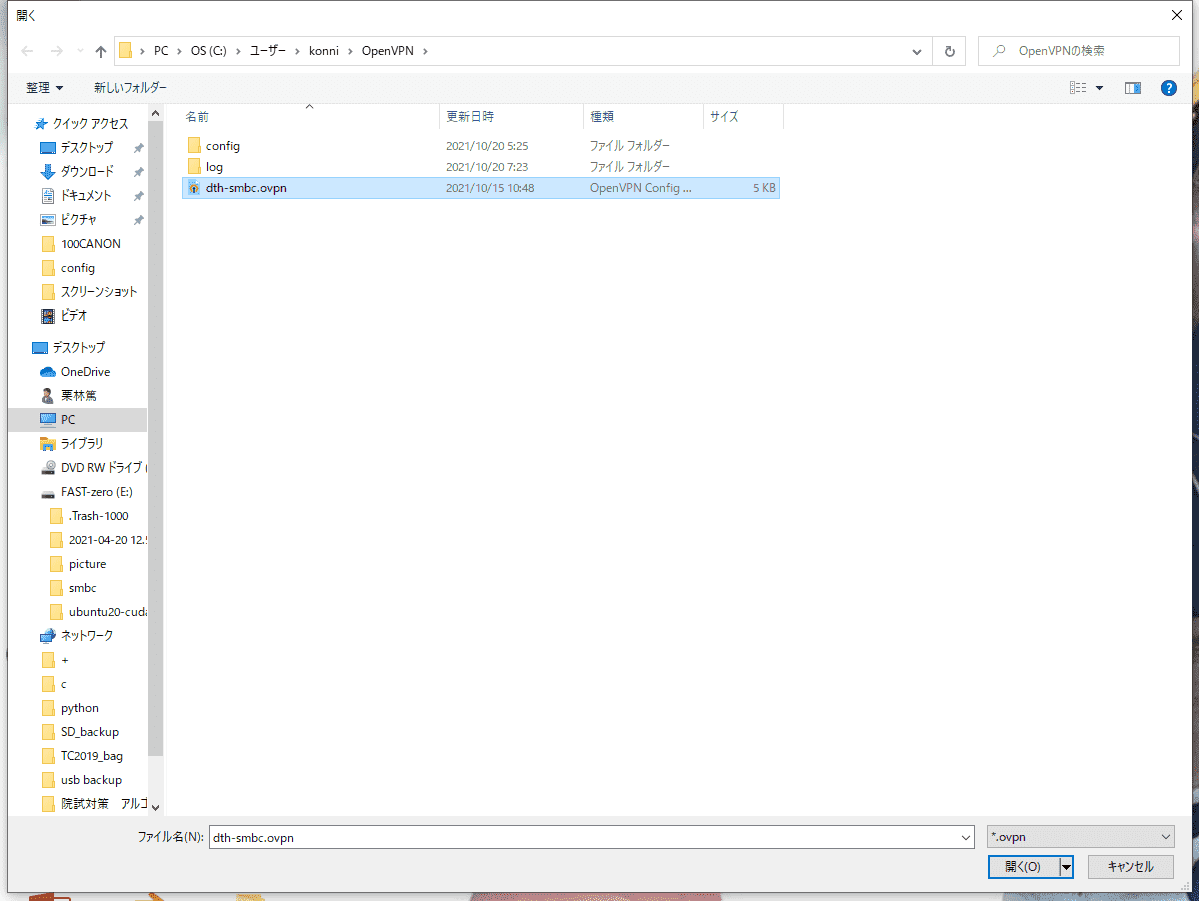 開く
PC › OS (C:) › ユーザー › konni › OpenVPN ›
OpenVPNの検索
整理 新しいフォルダー
名前 更新日時 種類 サイズ
config 2021/10/20 5:25 ファイル フォルダー
log 2021/10/20 7:23 ファイル フォルダー
dth-smbc.ovpn 2021/10/15 10:48 OpenVPN Config ... 5 KB
クイック アクセス
デスクトップ
ダウンロード
ドキュメント
ピクチャ
100CANON
config
スクリーンショット
ビデオ
デスクトップ
OneDrive
栗林篤
PC
ライブラリ
DVD RW ドライブ (
FAST-zero (E:)
.Trash-1000
2021-04-20 12.5
picture
smbc
ubuntu20-cuda
ネットワーク
+
c
python
SD_backup
TC2019_bag
usb backup
院試対策　アルゴ
ファイル名(N): dth-smbc.ovpn
*.ovpn
開く(O) キャンセル